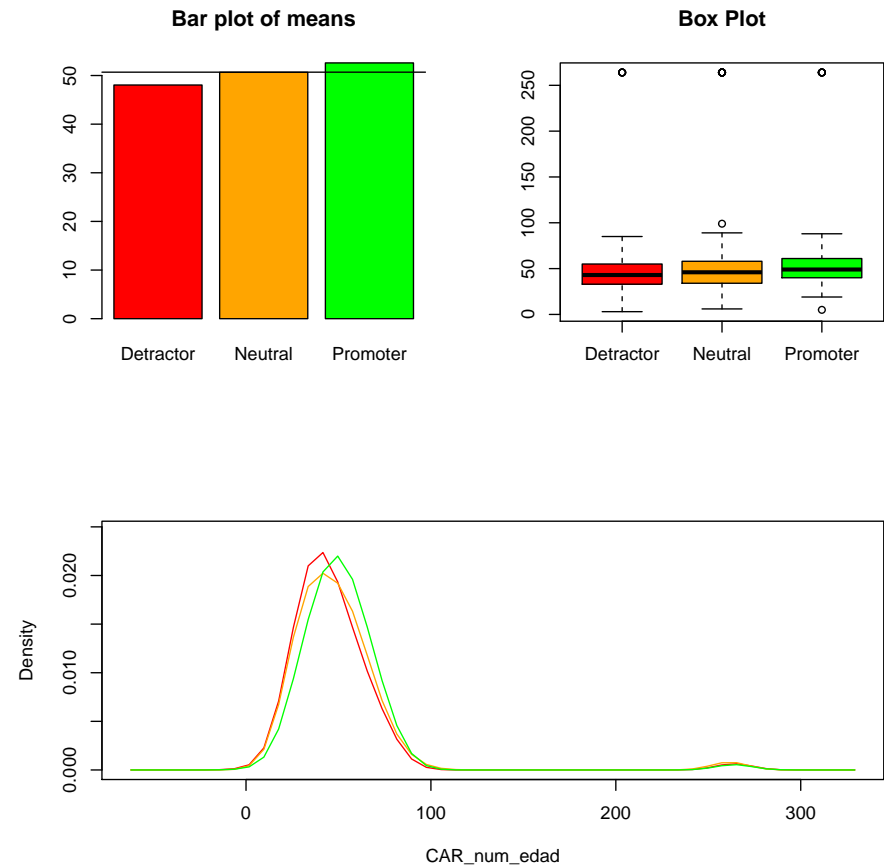 Bar plot of means
50
40
30
20
10
0
Detractor Neutral Promoter
Box Plot
250
200
150
100
50
0
Detractor Neutral Promoter
Density
0.020
0.010
0.000
0 100 200 300
CAR_num_edad